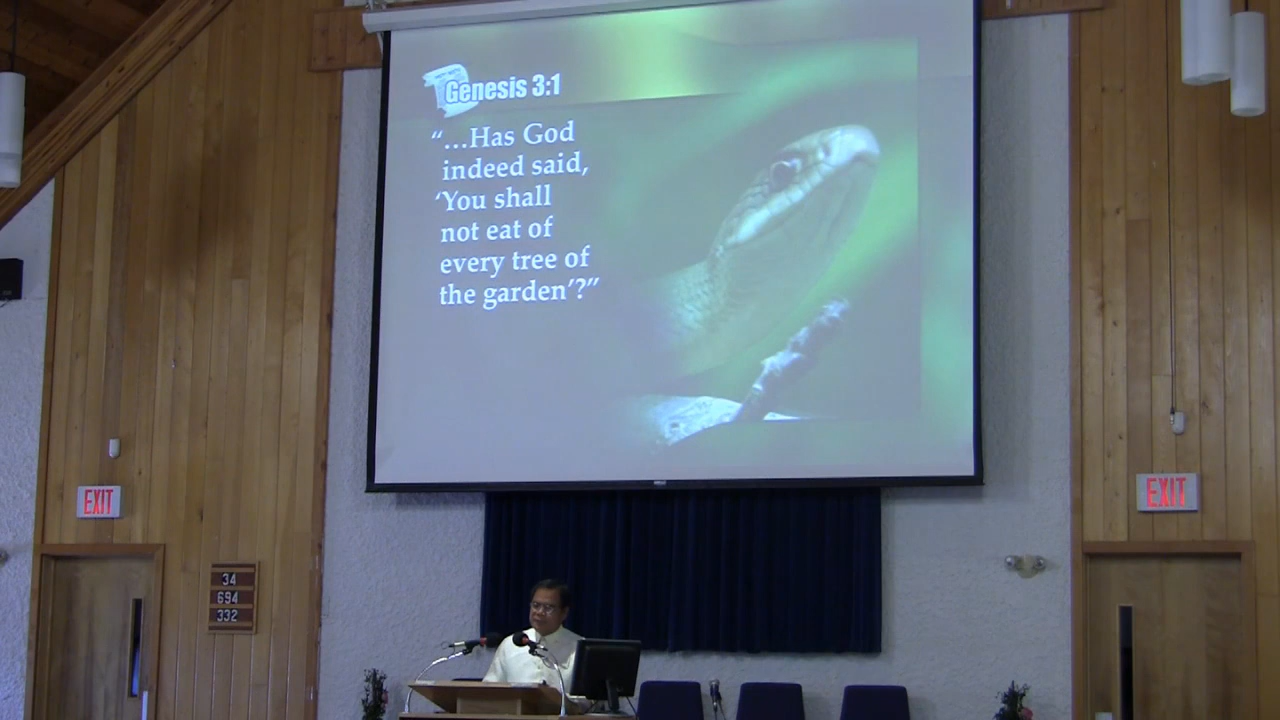 Genesis 3:1
“...Has God
indeed said,
‘You shall
not eat of
every tree of
the garden’?”
EXIT
EXIT
34
694
332